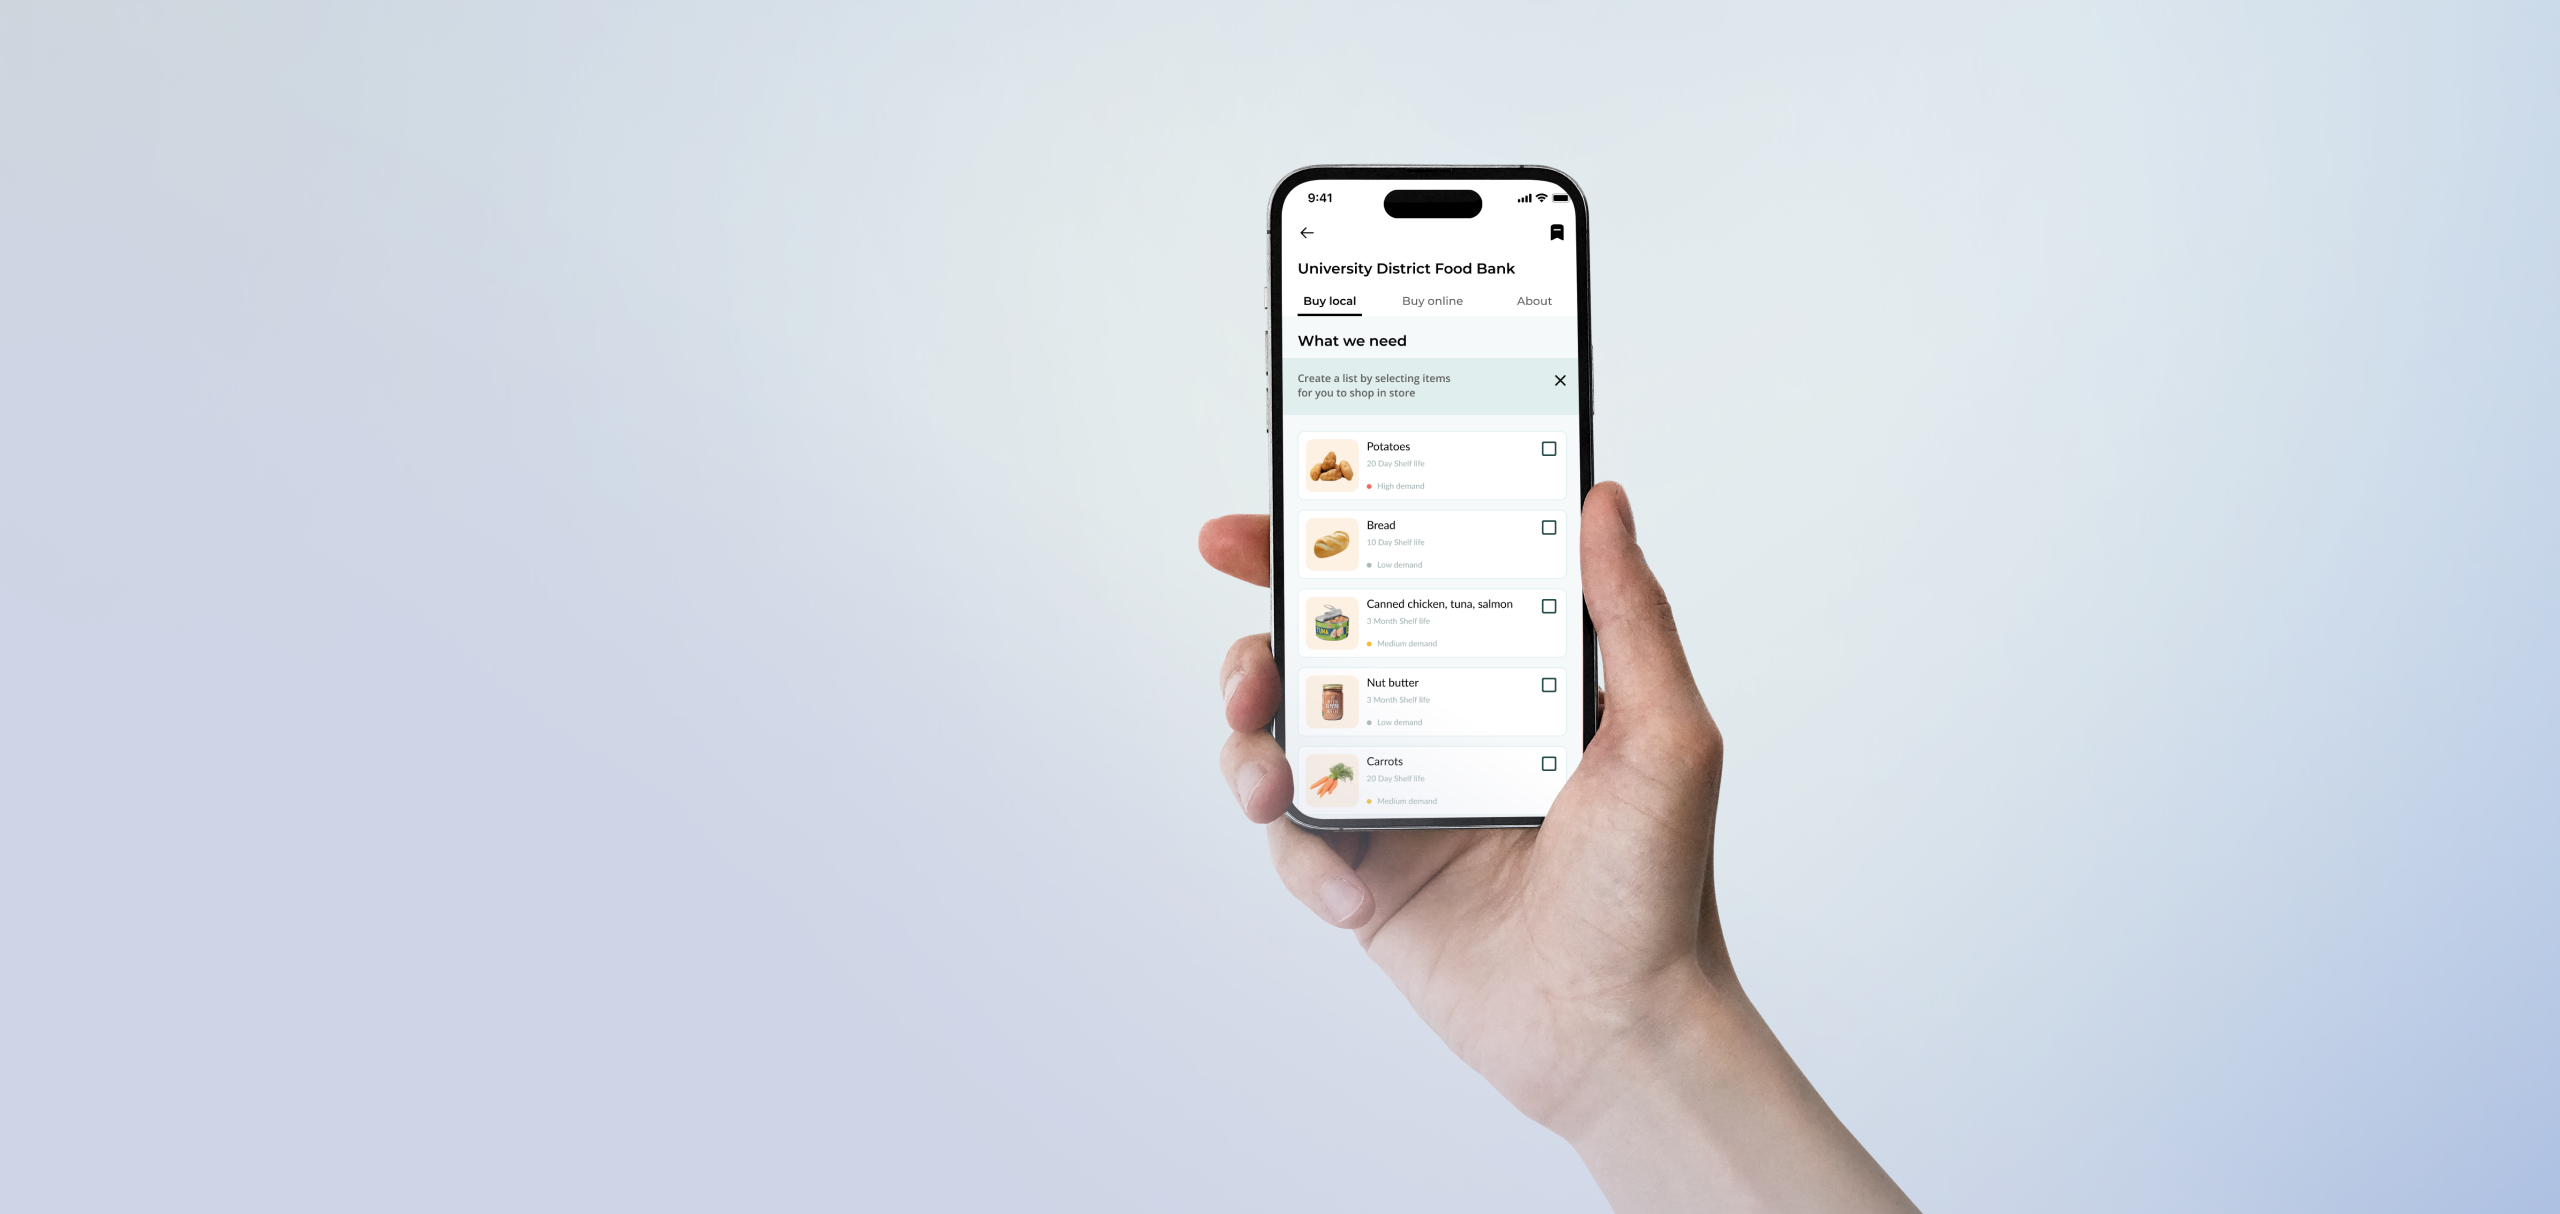 9:41
University District Food Bank
Buy local Buy online About
What we need
Create a list by selecting items
for you to shop in store
Potatoes
20 Day Shelf life
High demand
Bread
10 Day Shelf life
Low demand
Canned chicken, tuna, salmon
3 Month Shelf life
Medium demand
TUNA
Nut butter
3 Month Shelf life
Low demand
Carrots
20 Day Shelf life
Medium demand